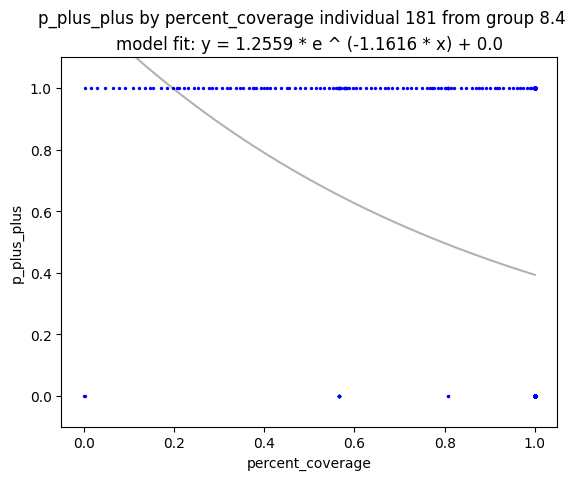 p_plus_plus by percent_coverage individual 181 from group 8.4
model fit: y = 1.2559 * e ^ (-1.1616 * x) + 0.0
1.0
0.8
0.6
0.4
0.2
0.0
p_plus_plus
0.0 0.2 0.4 0.6 0.8 1.0
percent_coverage